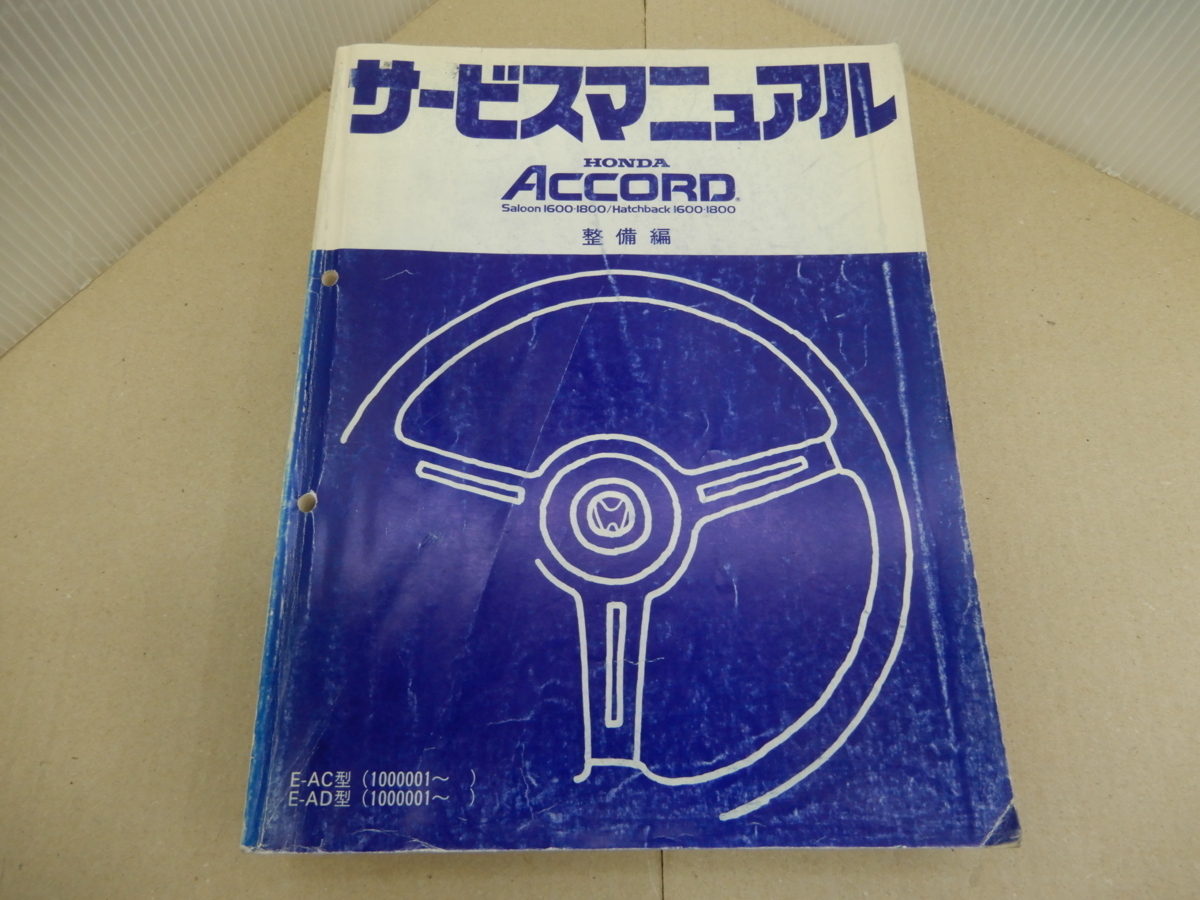 サービスマニュアル
HONDA
ACCORD®
Saloon 1600·1800/Hatchback 1600·1800
整備編
E-AC型 (1000001～ )
E-AD型 (1000001～ )